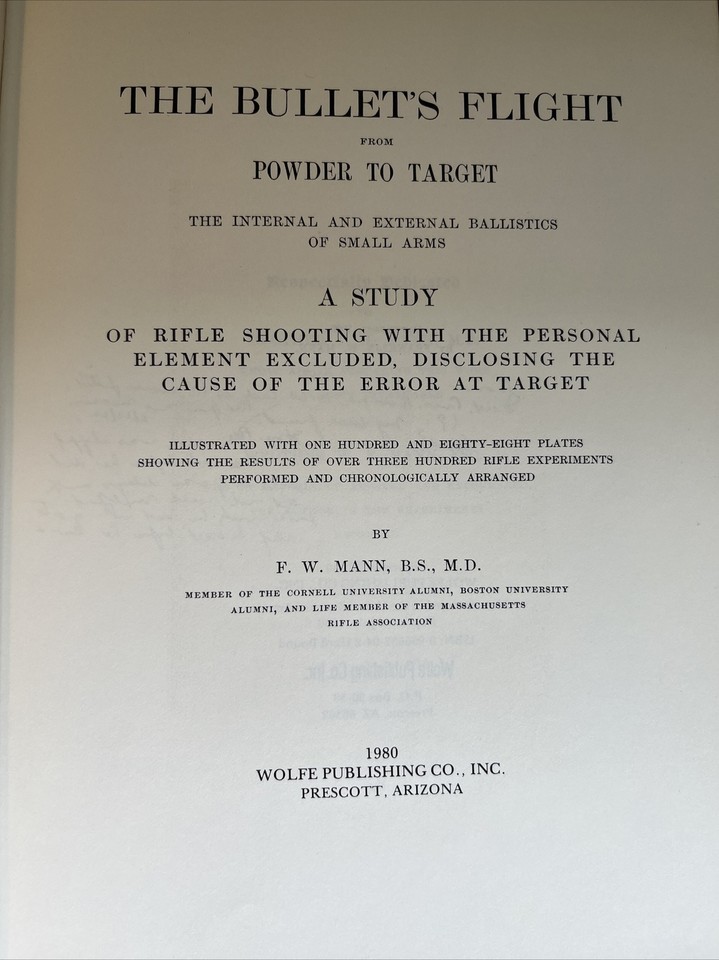 THE BULLET'S FLIGHT
FROM
POWDER TO TARGET
THE INTERNAL AND EXTERNAL BALLISTICS
OF SMALL ARMS
A STUDY
OF RIFLE SHOOTING WITH THE PERSONAL
ELEMENT EXCLUDED, DISCLOSING THE
CAUSE OF THE ERROR AT TARGET
ILLUSTRATED WITH ONE HUNDRED AND EIGHTY-EIGHT PLATES
SHOWING THE RESULTS OF OVER THREE HUNDRED RIFLE EXPERIMENTS
PERFORMED AND CHRONOLOGICALLY ARRANGED
BY
F. W. MANN, B.S., M.D.
MEMBER OF THE CORNELL UNIVERSITY ALUMNI, BOSTON UNIVERSITY
ALUMNI, AND LIFE MEMBER OF THE MASSACHUSETTS
RIFLE ASSOCIATION
Wolfe Publishing Co., Inc.
1980
WOLFE PUBLISHING CO., INC.
PRESCOTT, ARIZONA